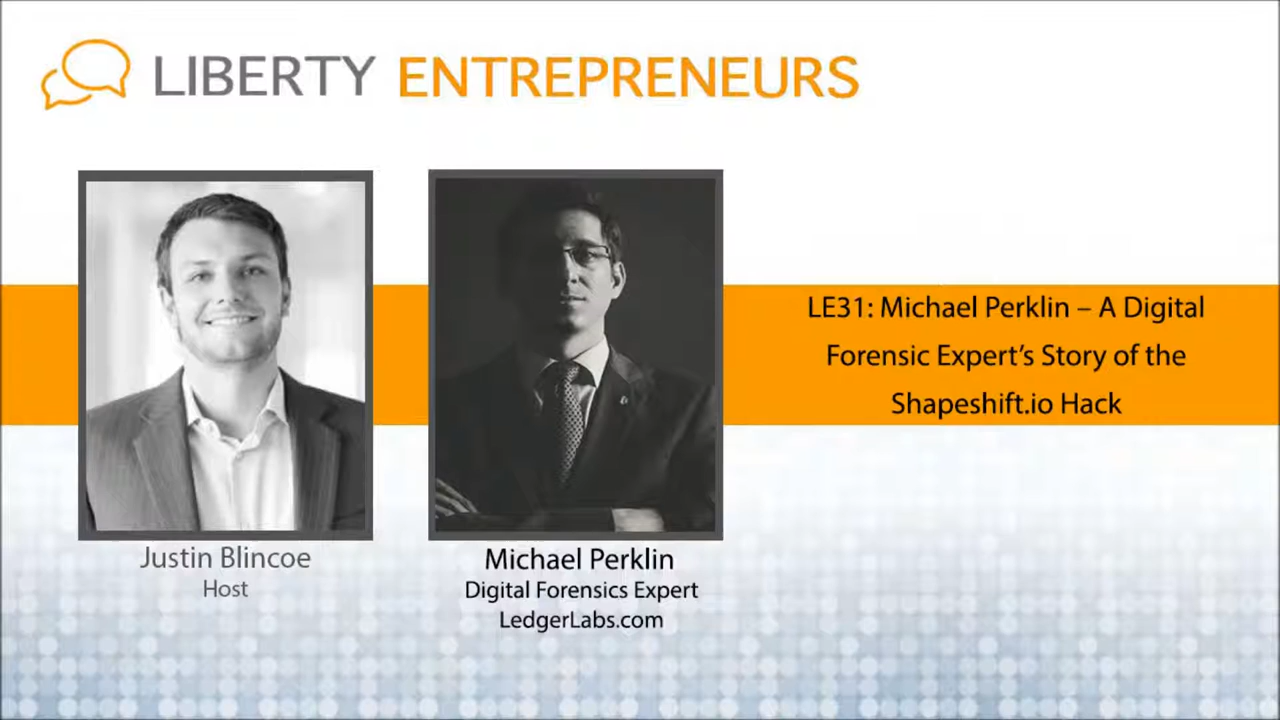 LIBERTY ENTREPRENEURS
LE31: Michael Perklin – A Digital
Forensic Expert’s Story of the
Shapeshift.io Hack
Justin Blincoe
Host
Michael Perklin
Digital Forensics Expert
LedgerLabs.com